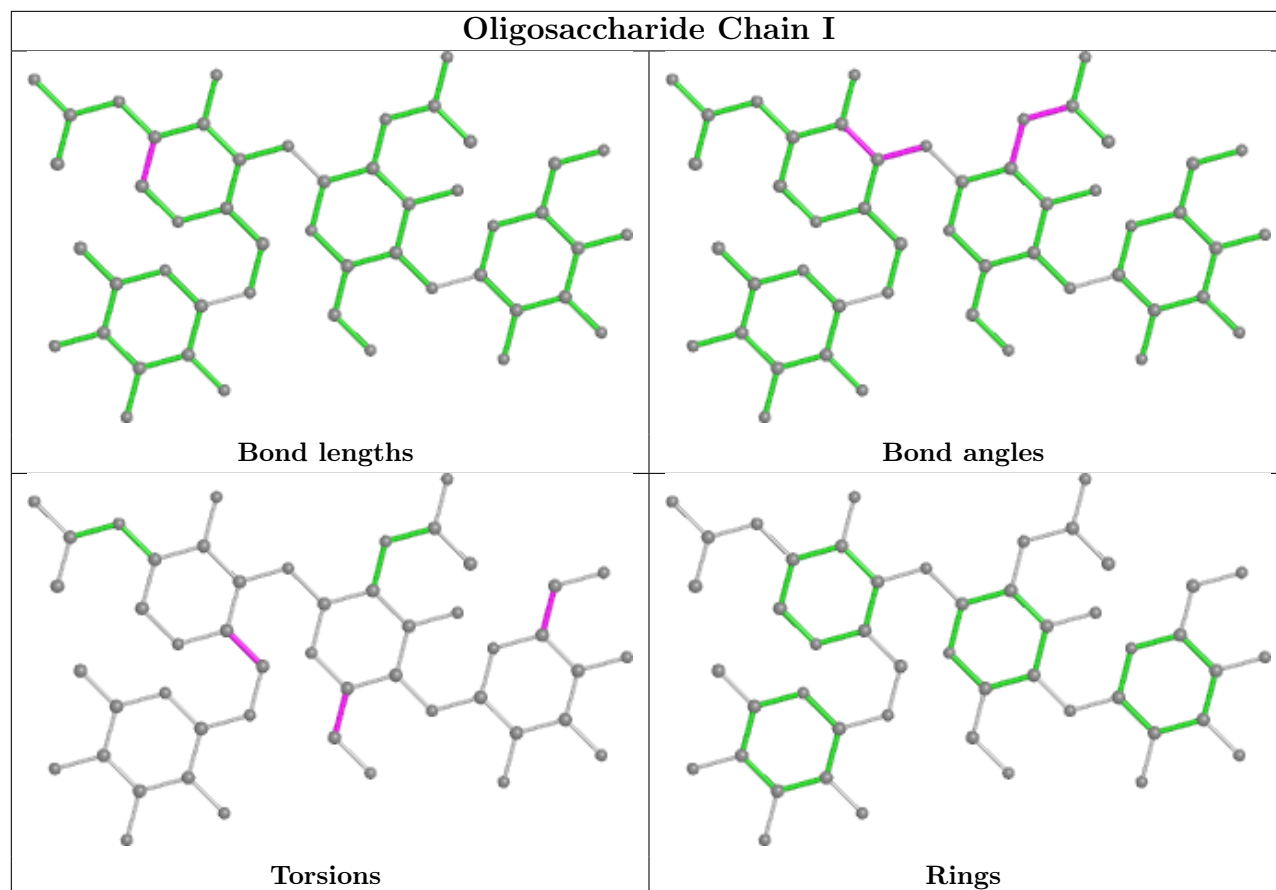 Oligosaccharide Chain I
Bond lengths
Bond angles
Torsions
Rings